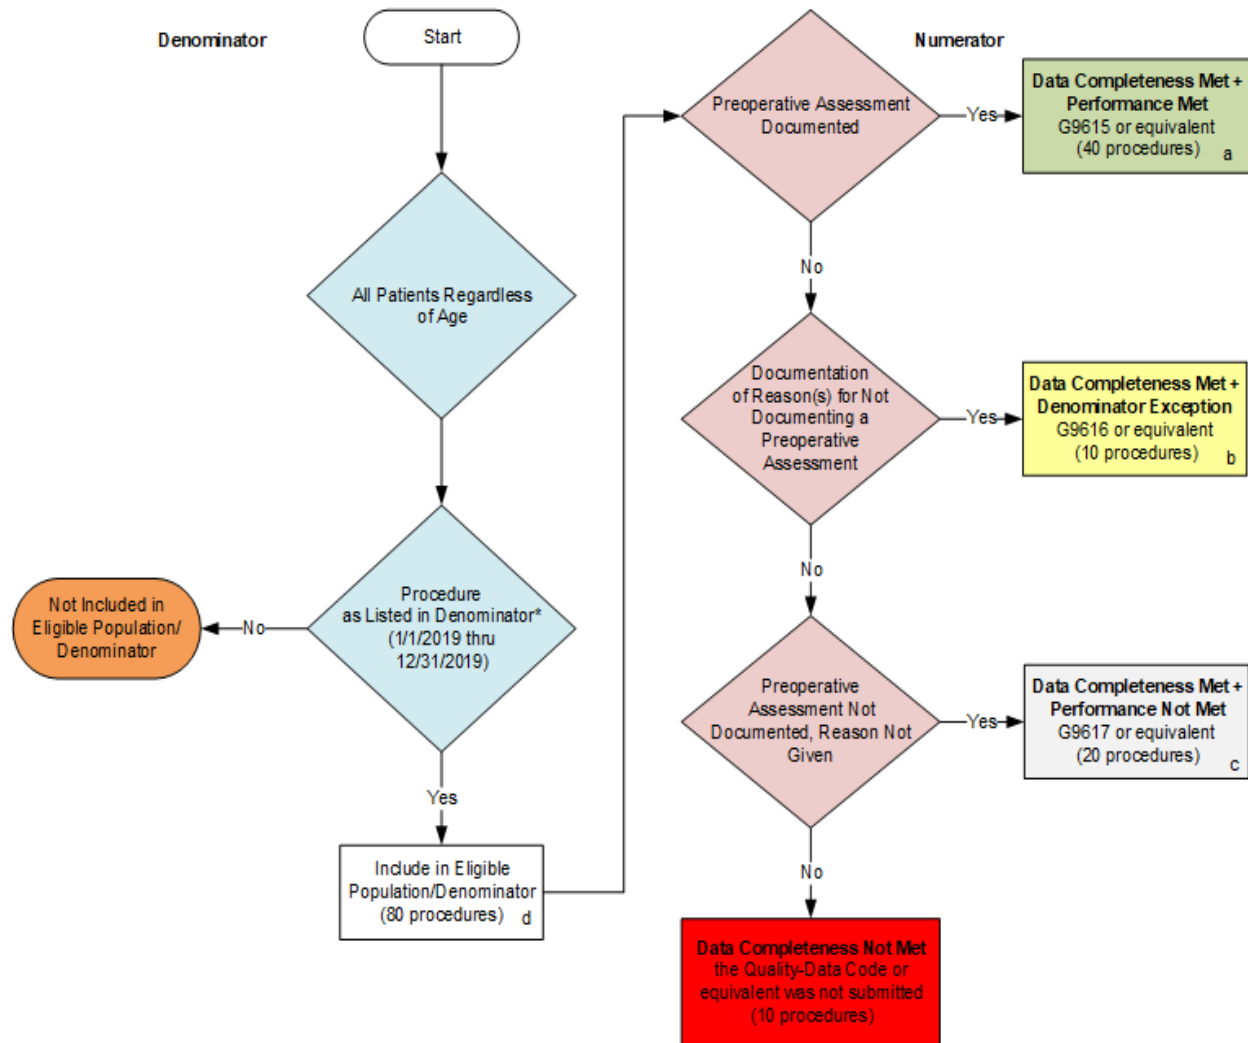 Denominator
Start
All Patients Regardless
of Age
Procedure
as Listed in Denominator*
(1/1/2019 thru
12/31/2019)
No
Not Included in
Eligible Population/
Denominator
Yes
Include in Eligible
Population/Denominator
(80 procedures) d
Numerator
Preoperative Assessment
Documented
Yes
Data Completeness Met +
Performance Met
G9615 or equivalent
(40 procedures) a
No
Documentation
of Reason(s) for Not
Documenting a
Preoperative
Assessment
Yes
Data Completeness Met +
Denominator Exception
G9616 or equivalent
(10 procedures) b
No
Preoperative
Assessment Not
Documented, Reason Not
Given
Yes
Data Completeness Met +
Performance Not Met
G9617 or equivalent
(20 procedures) c
No
Data Completeness Not Met
the Quality-Data Code or
equivalent was not submitted
(10 procedures)